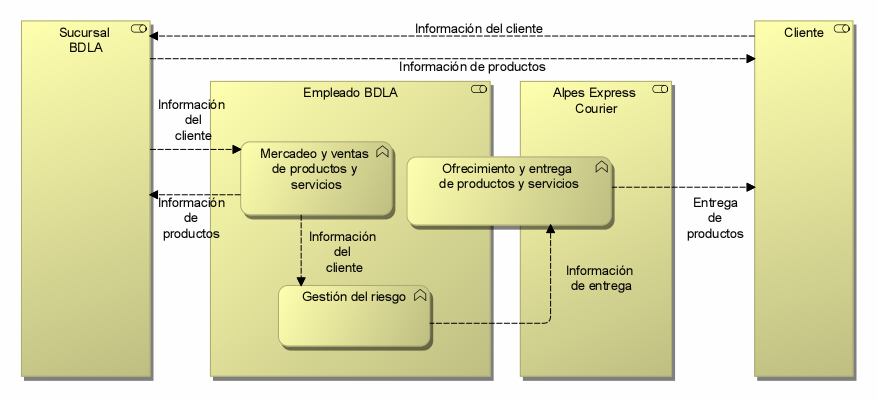 Sucursal
BDLA
Información del cliente
Cliente
Información de productos
Empleado BDLA
Alpes Express
Courier
Información
del
cliente
Mercadeo y ventas
de productos y
servicios
Ofrecimiento y entrega
de productos y servicios
Información
de
productos
Entrega
de
productos
Información
del
cliente
Información
de entrega
Gestión del riesgo